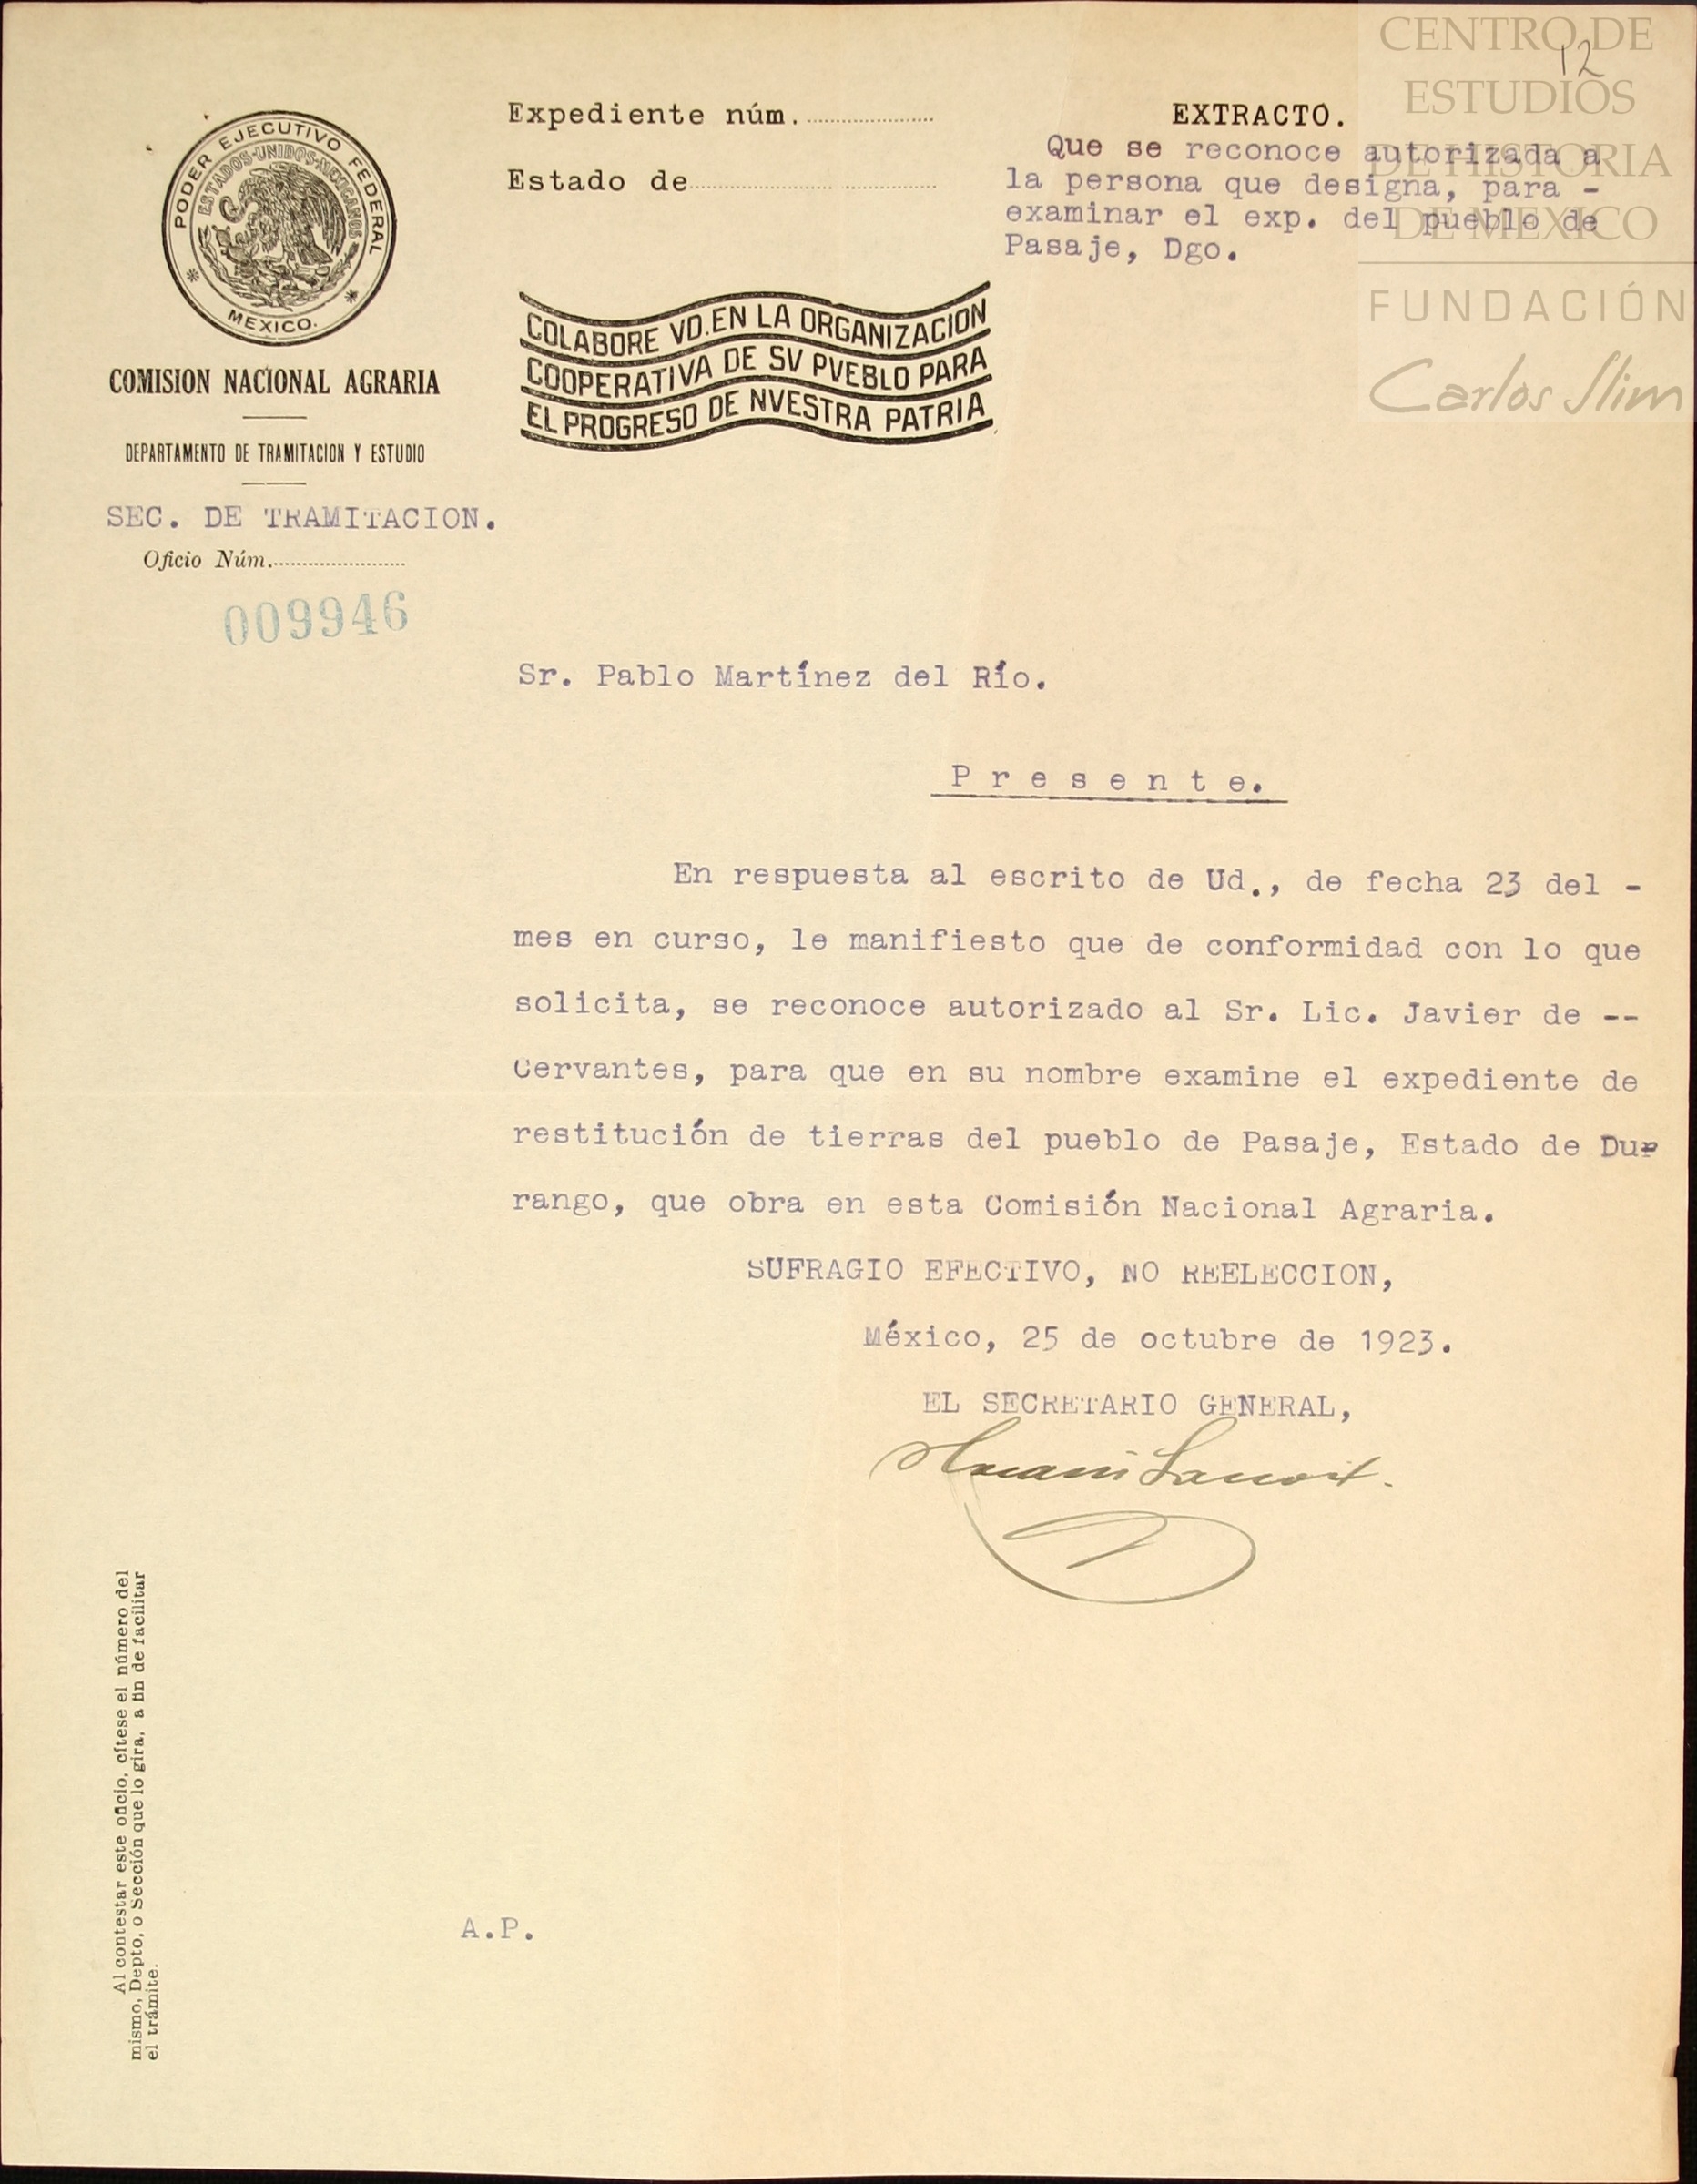 CENTRO DE
ESTUDIOS
DE HISTORIA
DE MEXICO
FUNDACIÓN
Carlos Slim
12
PODER EJECUTIVO FEDERAL
ESTADOS-UNIDOS-MEXICANOS
MEXICO.
COMISION NACIONAL AGRARIA
DEPARTAMENTO DE TRAMITACION Y ESTUDIO
SEC. DE TRAMITACION.
Oficio Núm.
009946
Expediente núm.
Estado de
EXTRACTO.
Que se reconoce autorizada a
la persona que designa, para -
examinar el exp. del pueblo de
Pasaje, Dgo.
COLABORE VD. EN LA ORGANIZACION
COOPERATIVA DE SV PVEBLO PARA
EL PROGRESO DE NVESTRA PATRIA
Sr. Pablo Martínez del Río.
P r e s e n t e.
En respuesta al escrito de Ud., de fecha 23 del -
mes en curso, le manifiesto que de conformidad con lo que
solicita, se reconoce autorizado al Sr. Lic. Javier de --
Cervantes, para que en su nombre examine el expediente de
restitución de tierras del pueblo de Pasaje, Estado de Du-
rango, que obra en esta Comisión Nacional Agraria.
SUFRAGIO EFECTIVO, NO REELECCION,
México, 25 de octubre de 1923.
EL SECRETARIO GENERAL,
A.P.
Al contestar este oficio, cítese el número del
mismo, Depto, o Sección que lo gira, a fin de facilitar
el trámite.